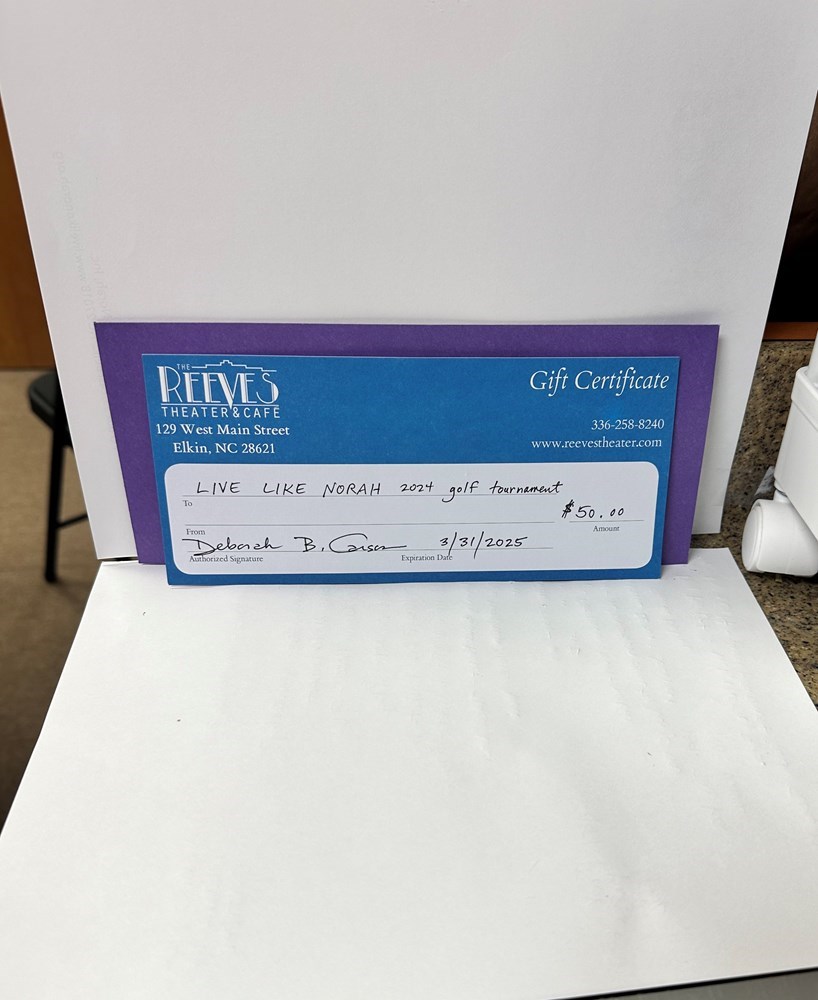 THE
REEVES
THEATER & CAFÉ
129 West Main Street
Elkin, NC 28621
Gift Certificate
336-258-8240
www.reevestheater.com
LIVE LIKE NORAH 2024 golf tournament
To
$50.00
Amount
From
Deborah B. Carson 3/31/2025
Authorized Signature Expiration Date